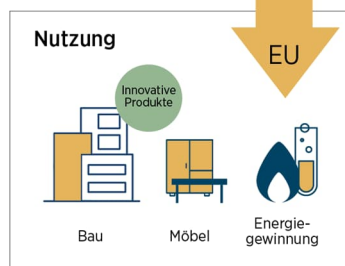 Nutzung
EU
Innovative
Produkte
Bau
Möbel
Energie-
gewinnung